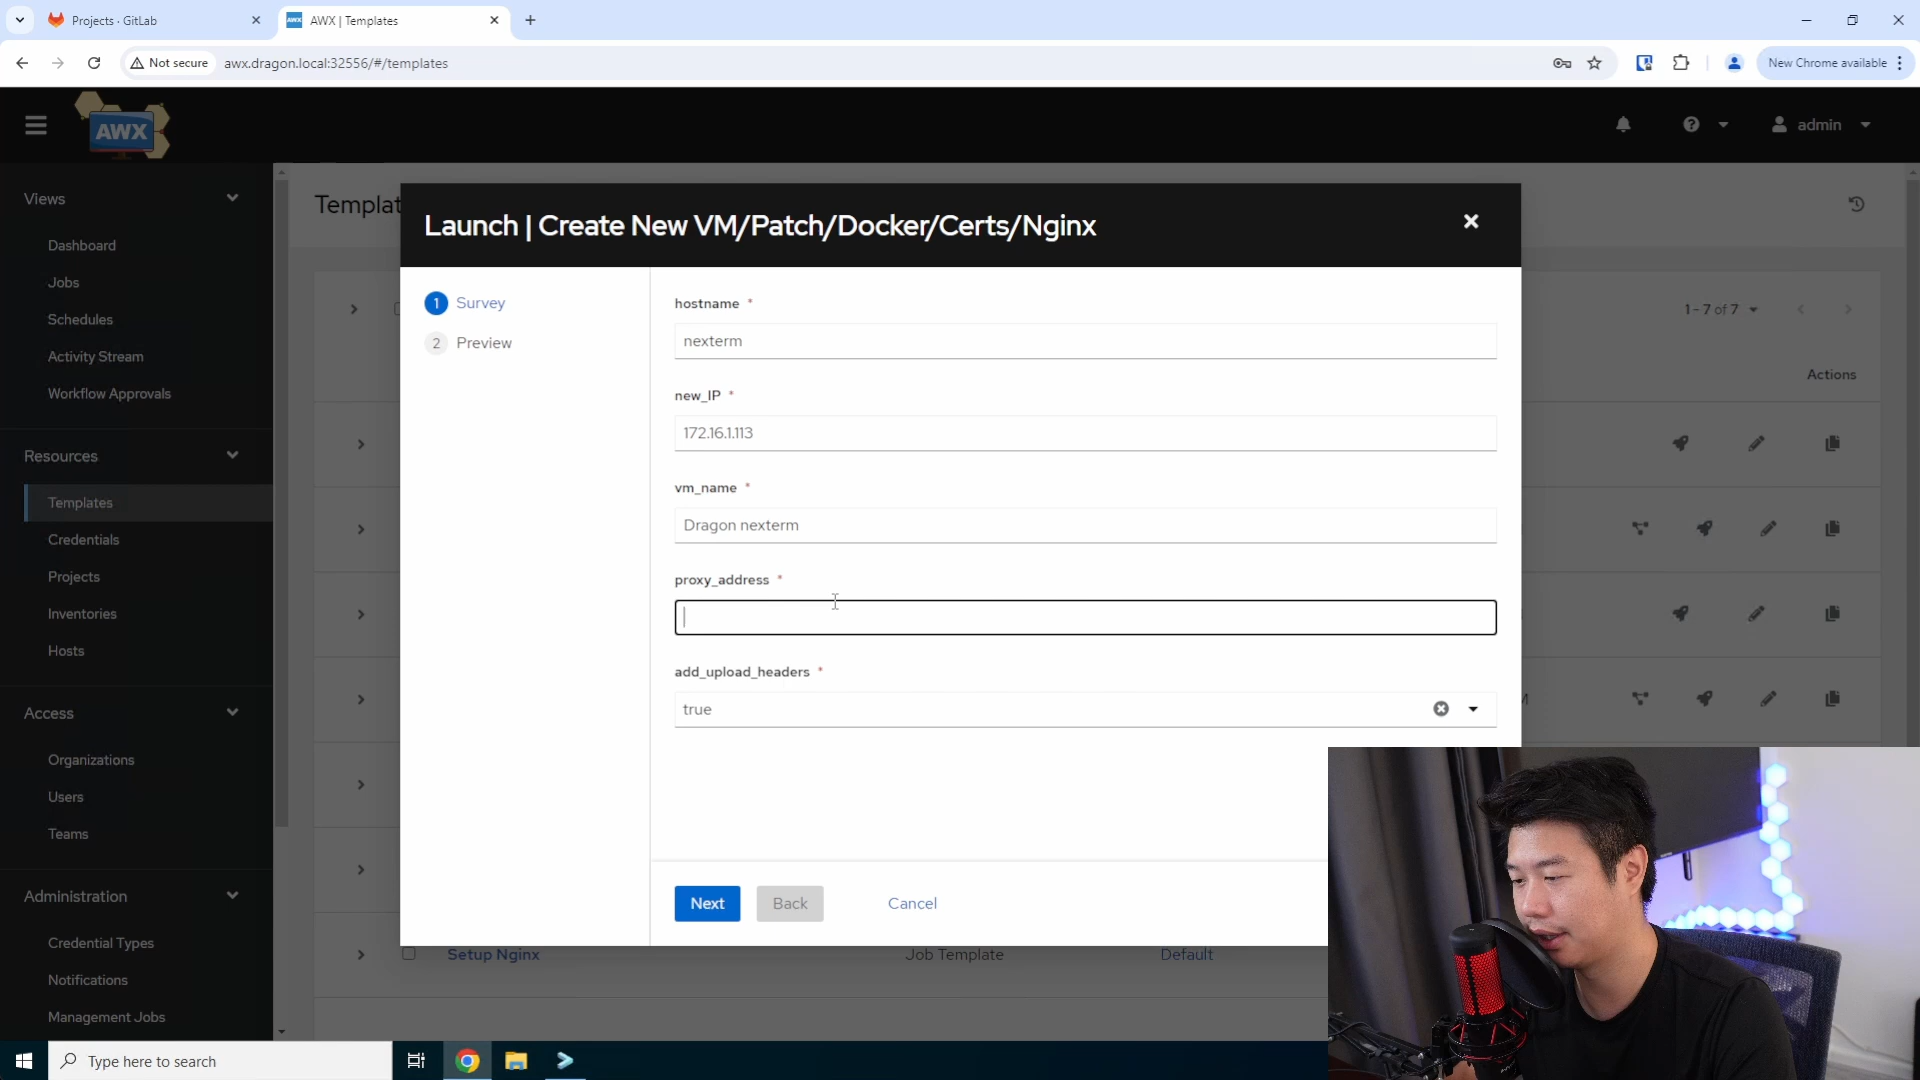 Projects · GitLab
AWX | Templates
Not secure
awx.dragon.local:32556/#/templates
New Chrome available
AWX
admin
Views
Dashboard
Jobs
Schedules
Activity Stream
Workflow Approvals
Resources
Templates
Credentials
Projects
Inventories
Hosts
Access
Organizations
Users
Teams
Administration
Credential Types
Notifications
Management Jobs
Templat
1 - 7 of 7
Actions
Launch | Create New VM/Patch/Docker/Certs/Nginx
1 Survey
2 Preview
hostname *
nexterm
new_IP *
172.16.1.113
vm_name *
Dragon nexterm
proxy_address *
add_upload_headers *
true
Next
Back
Cancel
Setup Nginx
Job Template
Default
Type here to search